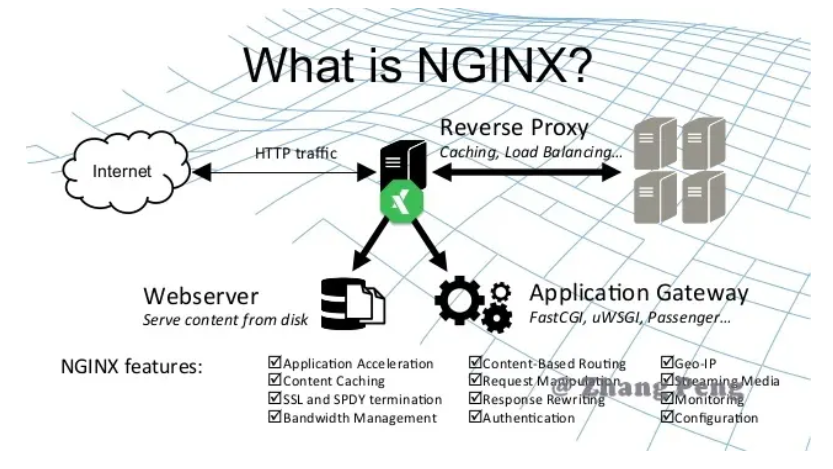 What is NGINX?
Internet
HTTP traffic
Reverse Proxy
Caching, Load Balancing...
Webserver
Serve content from disk
Application Gateway
FastCGI, uWSGI, Passenger...
NGINX features:
☑Application Acceleration
☑Content Caching
☑SSL and SPDY termination
☑Bandwidth Management
☑Content-Based Routing
☑Request Manipulation
☑Response Rewriting
☑Authentication
☑Geo-IP
☑Streaming Media
☑Monitoring
☑Configuration
@ Zhang Peng